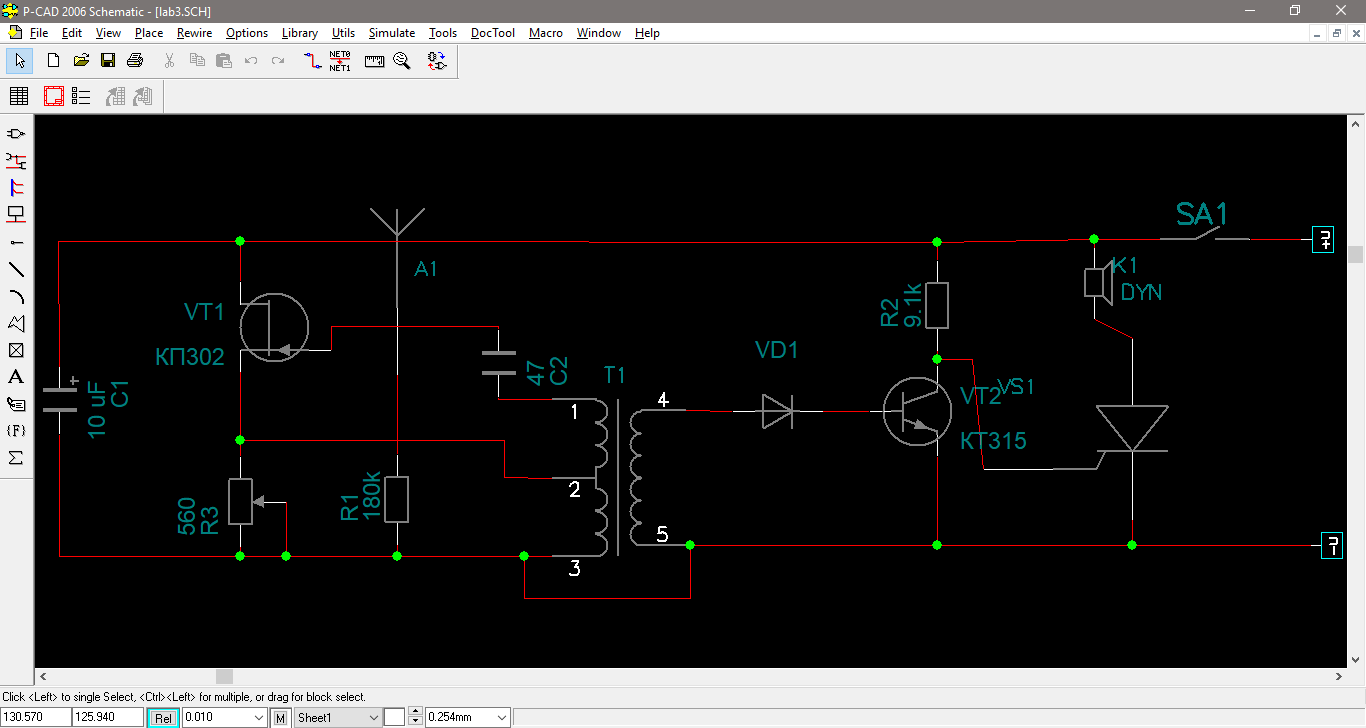 P-CAD 2006 Schematic - [lab3.SCH]
File Edit View Place Rewire Options Library Utils Simulate Tools DocTool Macro Window Help
NET0
NET1
A
{F}
Σ
SA1
A1
K1
DYN
VT1
R2
9.1k
КП302
VD1
47
C2
T1
+
10 uF
C1
1
4
VT2
VS1
КТ315
2
560
R3
R1
180k
5
3
Click <Left> to single Select, <Ctrl><Left> for multiple, or drag for block select.
130.570 125.940 Rel 0.010 M Sheet1 0.254mm